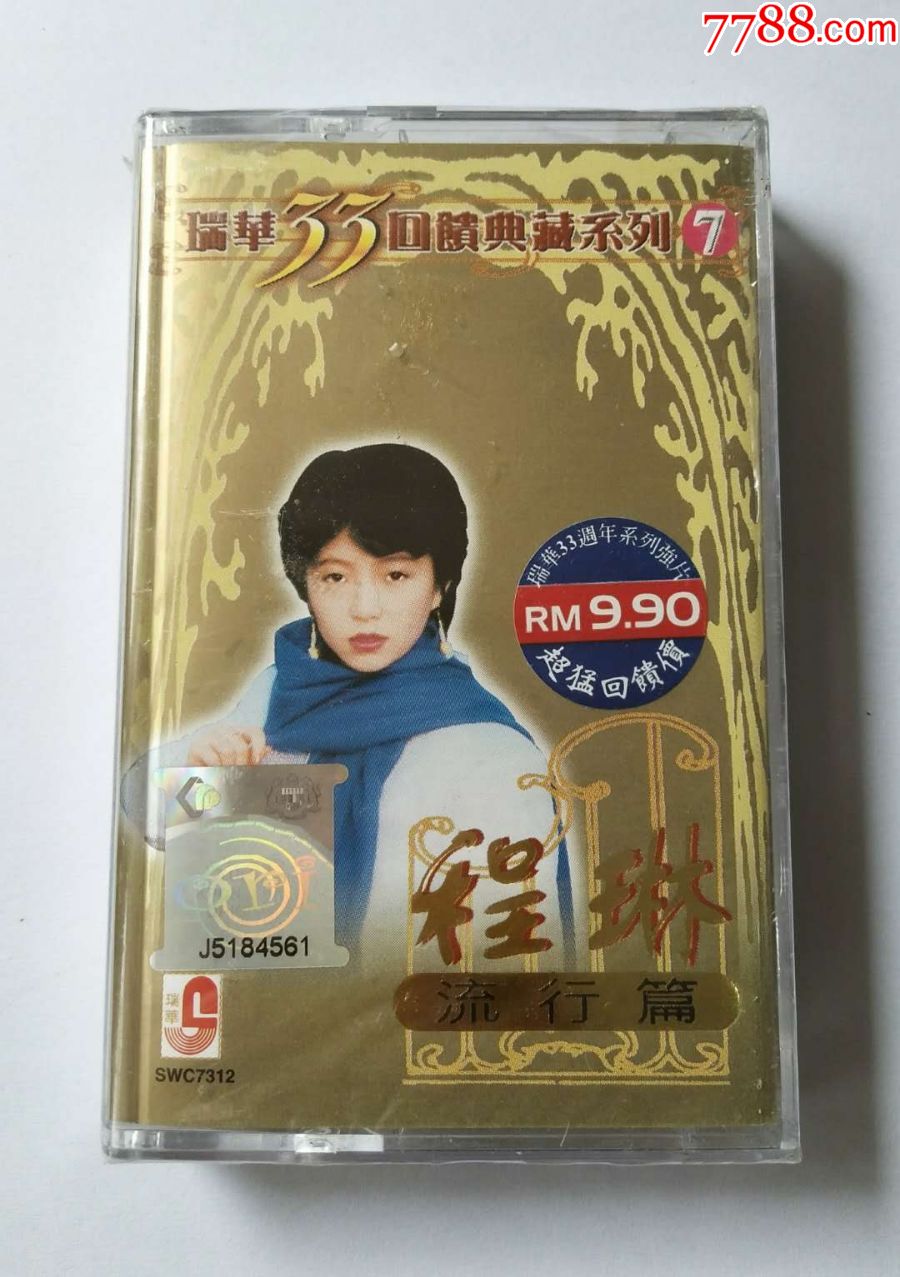 7788.com
瑞華33回饋典藏系列7
瑞華33週年系列強片
RM9.90
超猛回饋價
ori
J5184561
程琳
流行篇
瑞華
SWC7312